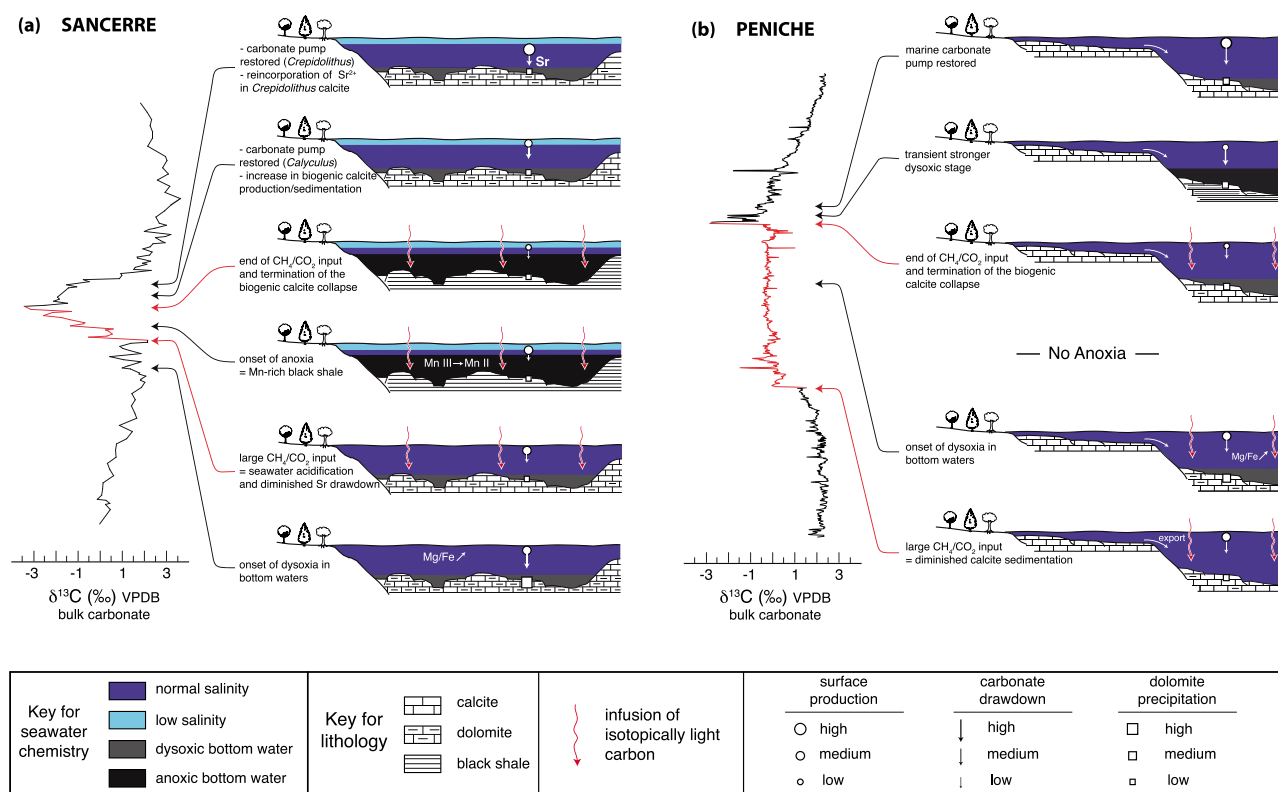 (a) SANCERRE
- carbonate pump
restored (Crepidolithus)
- reincorporation of Sr²⁺
in Crepidolithus calcite
Sr
- carbonate pump
restored (Calyculus)
- increase in biogenic calcite
production/sedimentation
end of CH₄/CO₂ input
and termination of the
biogenic calcite collapse
onset of anoxia
= Mn-rich black shale
Mn III→Mn II
large CH₄/CO₂ input
= seawater acidification
and diminished Sr drawdown
onset of dysoxia in
bottom waters
Mg/Fe↗
-3 -1 1 3
δ¹³C (‰) VPDB
bulk carbonate
(b) PENICHE
marine carbonate
pump restored
transient stronger
dysoxic stage
end of CH₄/CO₂ input
and termination of the biogenic
calcite collapse
— No Anoxia —
onset of dysoxia in
bottom waters
Mg/Fe↗
large CH₄/CO₂ input
= diminished calcite sedimentation
export
-3 -1 1 3
δ¹³C (‰) VPDB
bulk carbonate
Key for
seawater
chemistry
normal salinity
low salinity
dysoxic bottom water
anoxic bottom water
Key for
lithology
calcite
dolomite
black shale
infusion of
isotopically light
carbon
surface
production
high
medium
low
carbonate
drawdown
high
medium
low
dolomite
precipitation
high
medium
low